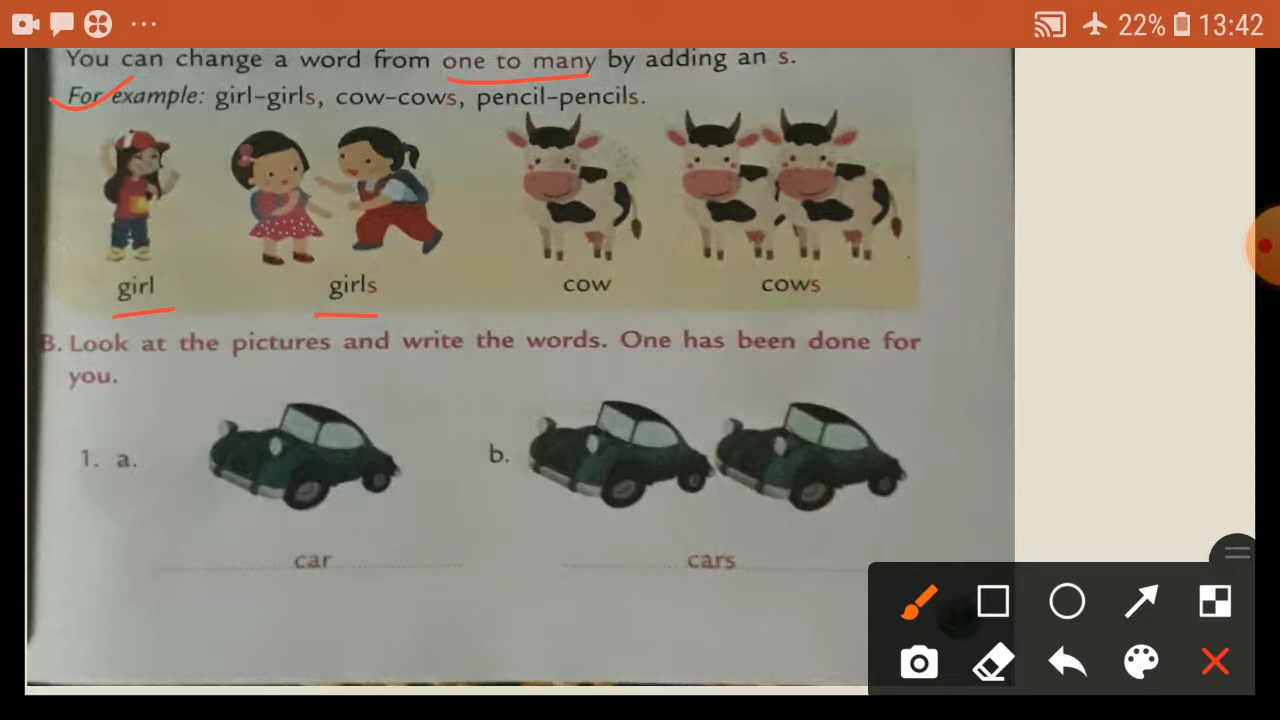 22% 13:42
You can change a word from one to many by adding an s.
For example: girl-girls, cow-cows, pencil-pencils.
girl girls cow cows
B. Look at the pictures and write the words. One has been done for
you.
1. a. b.
car cars